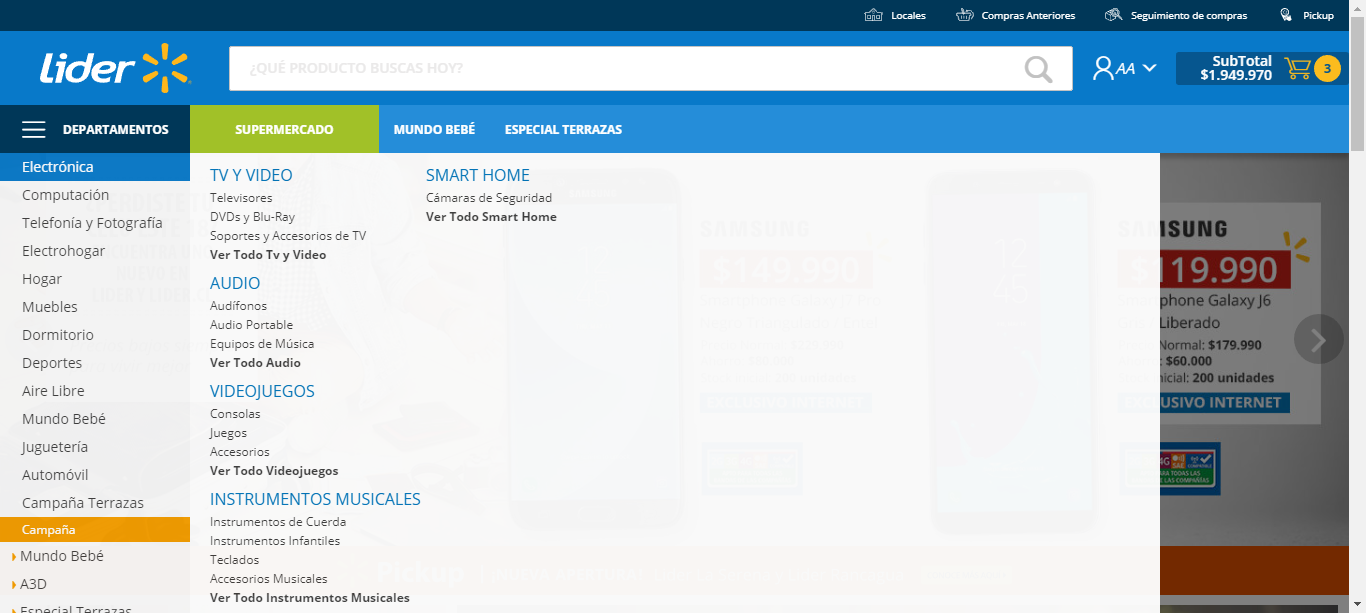 Locales
Compras Anteriores
Seguimiento de compras
Pickup
Lider
¿QUÉ PRODUCTO BUSCAS HOY?
AA
SubTotal
$1.949.970
3
DEPARTAMENTOS
SUPERMERCADO
MUNDO BEBÉ
ESPECIAL TERRAZAS
Electrónica
Computación
Telefonía y Fotografía
Electrohogar
Hogar
Muebles
Dormitorio
Deportes
Aire Libre
Mundo Bebé
Juguetería
Automóvil
Campaña Terrazas
Campaña
Mundo Bebé
A3D
Especial Terrazas
TV Y VIDEO
Televisores
DVDs y Blu-Ray
Soportes y Accesorios de TV
Ver Todo Tv y Video
AUDIO
Audífonos
Audio Portable
Equipos de Música
Ver Todo Audio
VIDEOJUEGOS
Consolas
Juegos
Accesorios
Ver Todo Videojuegos
INSTRUMENTOS MUSICALES
Instrumentos de Cuerda
Instrumentos Infantiles
Teclados
Accesorios Musicales
Ver Todo Instrumentos Musicales
SMART HOME
Cámaras de Seguridad
Ver Todo Smart Home
SAMSUNG
$149.990
EXCLUSIVO INTERNET
SAMSUNG
$119.990
Smartphone Galaxy J6
Liberado
Normal: $179.990
$60.000
200 unidades
EXCLUSIVO INTERNET
Pickup